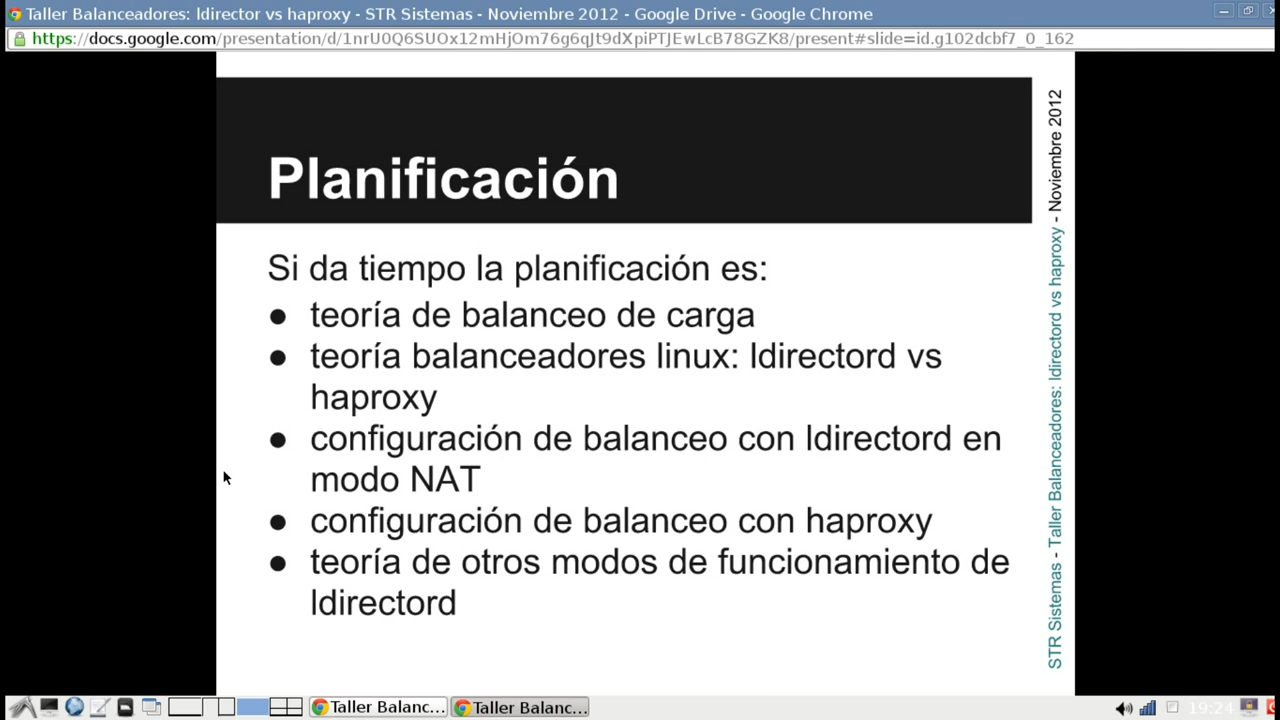 Taller Balanceadores: ldirector vs haproxy - STR Sistemas - Noviembre 2012 - Google Drive - Google Chrome
https://docs.google.com/presentation/d/1nrU0Q6SUOx12mHjOm76g6qJt9dXpiPTJEwLcB78GZK8/present#slide=id.g102dcbf7_0_162
Planificación
Si da tiempo la planificación es:
● teoría de balanceo de carga
● teoría balanceadores linux: ldirectord vs
haproxy
● configuración de balanceo con ldirectord en
modo NAT
● configuración de balanceo con haproxy
● teoría de otros modos de funcionamiento de
ldirectord
STR Sistemas - Taller Balanceadores: ldirectord vs haproxy - Noviembre 2012
Taller Balanc...
Taller Balanc...
19:24